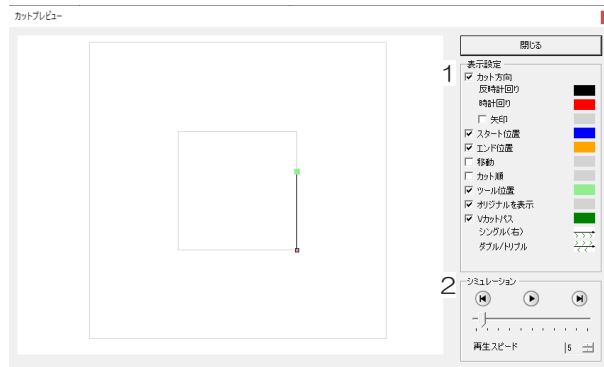 カットプレビュー
閉じる
1
表示設定
カット方向
反時計回り
時計回り
矢印
スタート位置
エンド位置
移動
カット順
ツール位置
オリジナルを表示
Vカットパス
シングル(右)
ダブル/トリプル
2
シミュレーション
再生スピード
5